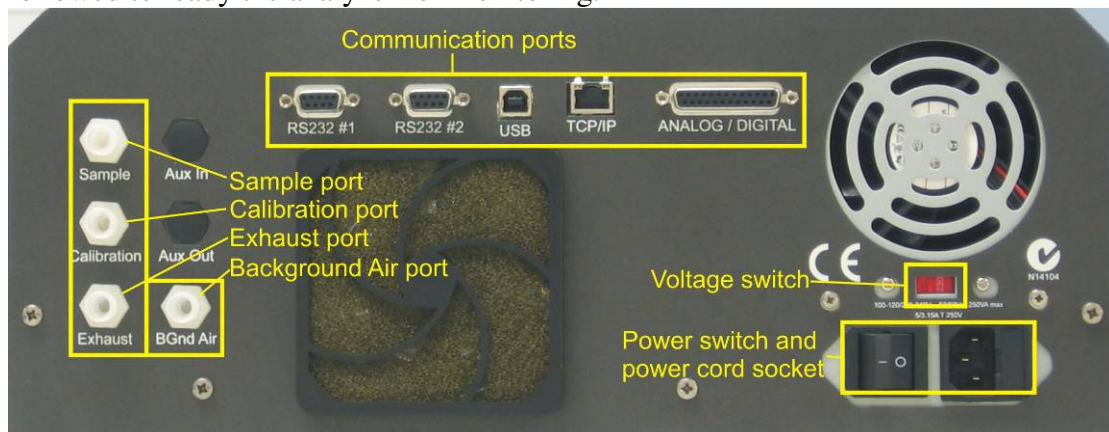 Communication ports
RS232 #1
RS232 #2
USB
TCP/IP
ANALOG / DIGITAL
Sample
Aux In
Sample port
Calibration port
Calibration
Aux Out
Exhaust port
Background Air port
Exhaust
BGnd Air
CE
N14104
Voltage switch
250VA max
5/3.15A T 250V
Power switch and
power cord socket